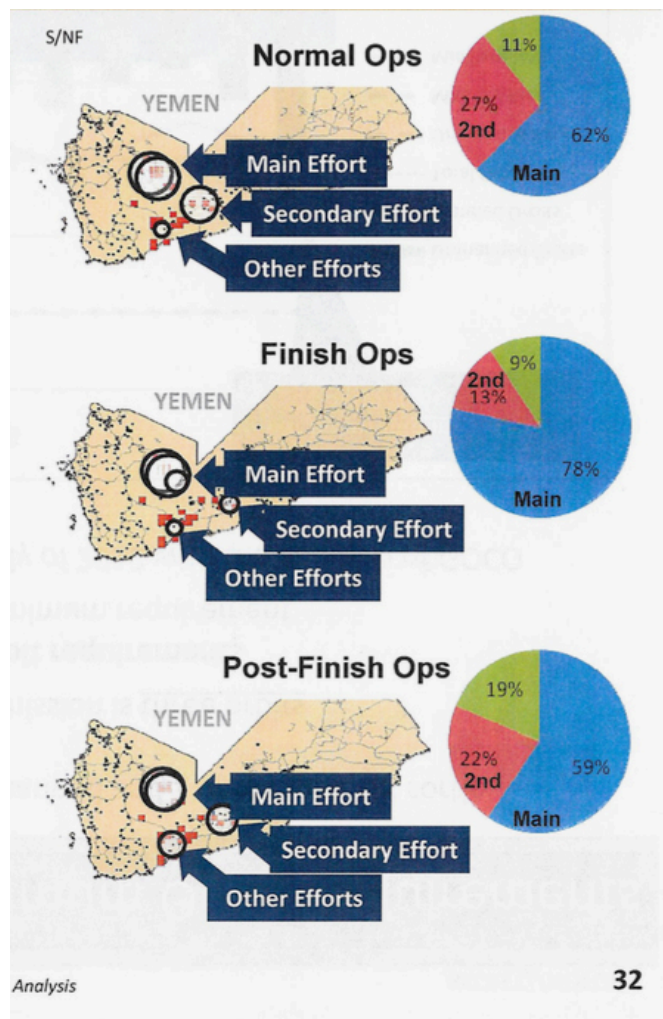 S/NF
Normal Ops
YEMEN
Main Effort
Secondary Effort
Other Efforts
11%
27%
2nd
62%
Main
Finish Ops
YEMEN
Main Effort
Secondary Effort
Other Efforts
9%
2nd
13%
78%
Main
Post-Finish Ops
YEMEN
Main Effort
Secondary Effort
Other Efforts
19%
22%
2nd
59%
Main
Analysis
32